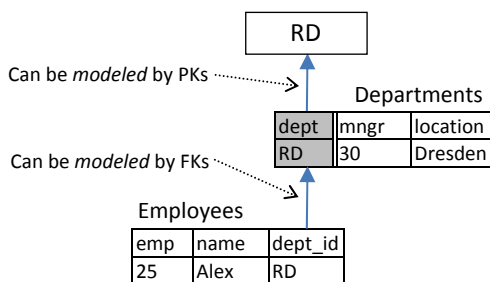 RD
Can be modeled by PKs
Departments
dept mngr location
RD 30 Dresden
Can be modeled by FKs
Employees
emp name dept_id
25 Alex RD